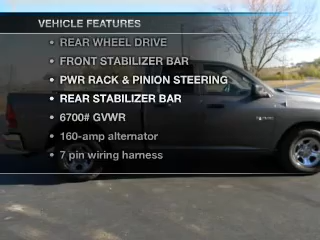 VEHICLE FEATURES
• REAR WHEEL DRIVE
• FRONT STABILIZER BAR
• PWR RACK & PINION STEERING
• REAR STABILIZER BAR
• 6700# GVWR
• 160-amp alternator
• 7 pin wiring harness